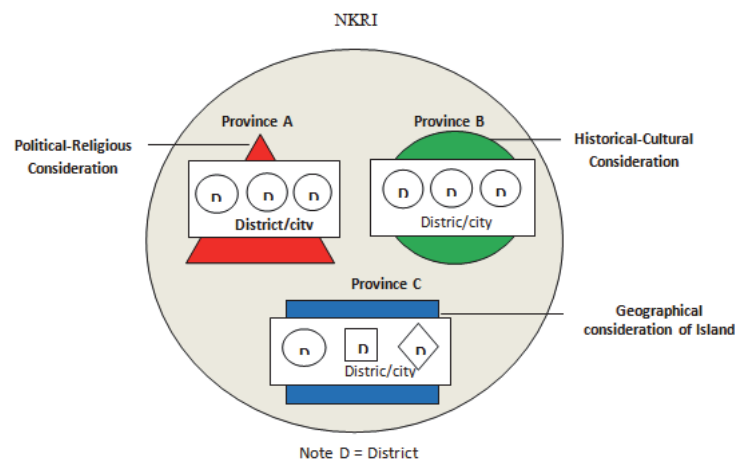 NKRI
Province A
Province B
Political-Religious
Consideration
Historical-Cultural
Consideration
D D D
District/city
D D D
Distric/city
Province C
Geographical
consideration of Island
D D D
Distric/city
Note D = District